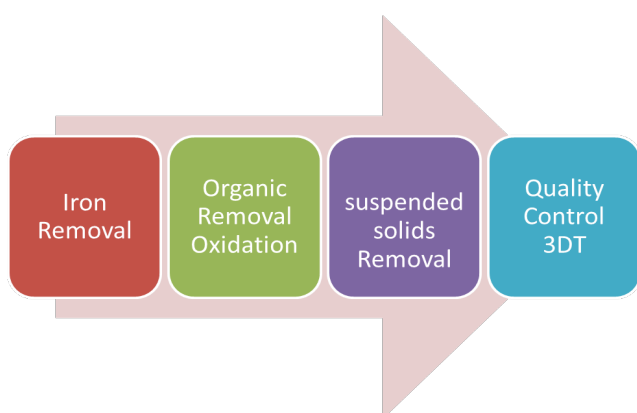 Iron
Removal
Organic
Removal
Oxidation
suspended
solids
Removal
Quality
Control
3DT